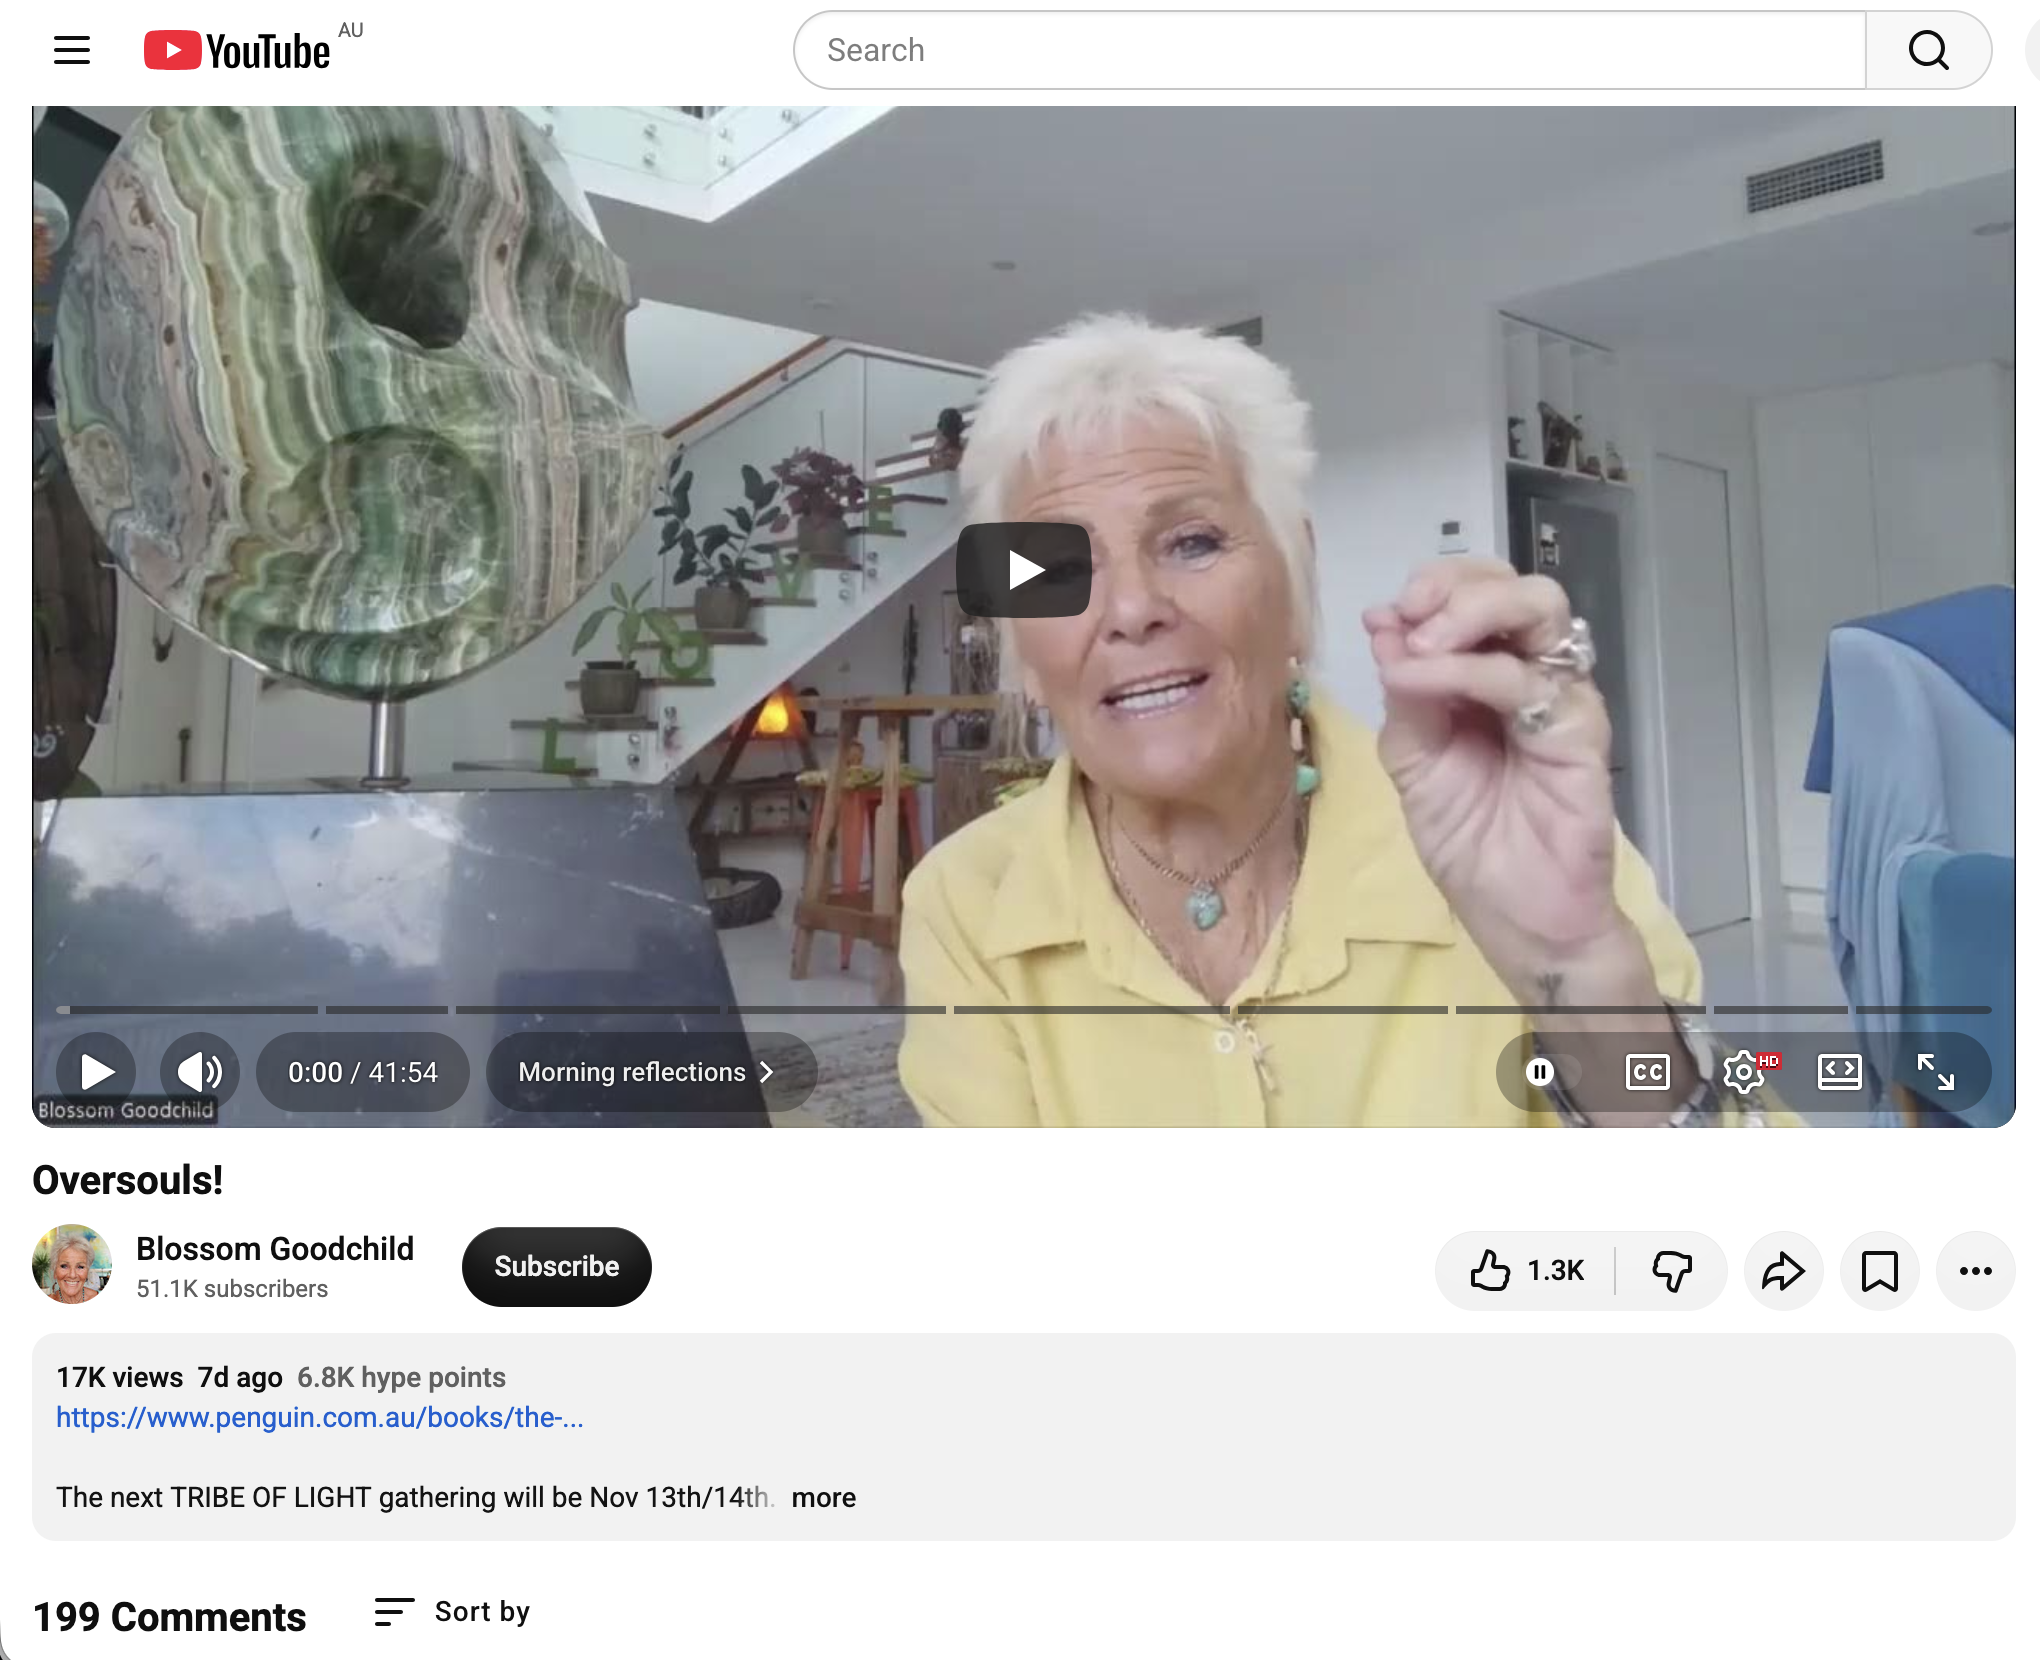 YouTube AU
Search
L O V E
0:00 / 41:54
Morning reflections
CC
HD
Blossom Goodchild
Oversouls!
Blossom Goodchild
51.1K subscribers
Subscribe
1.3K
17K views 7d ago 6.8K hype points
https://www.penguin.com.au/books/the-...
The next TRIBE OF LIGHT gathering will be Nov 13th/14th. more
199 Comments
Sort by